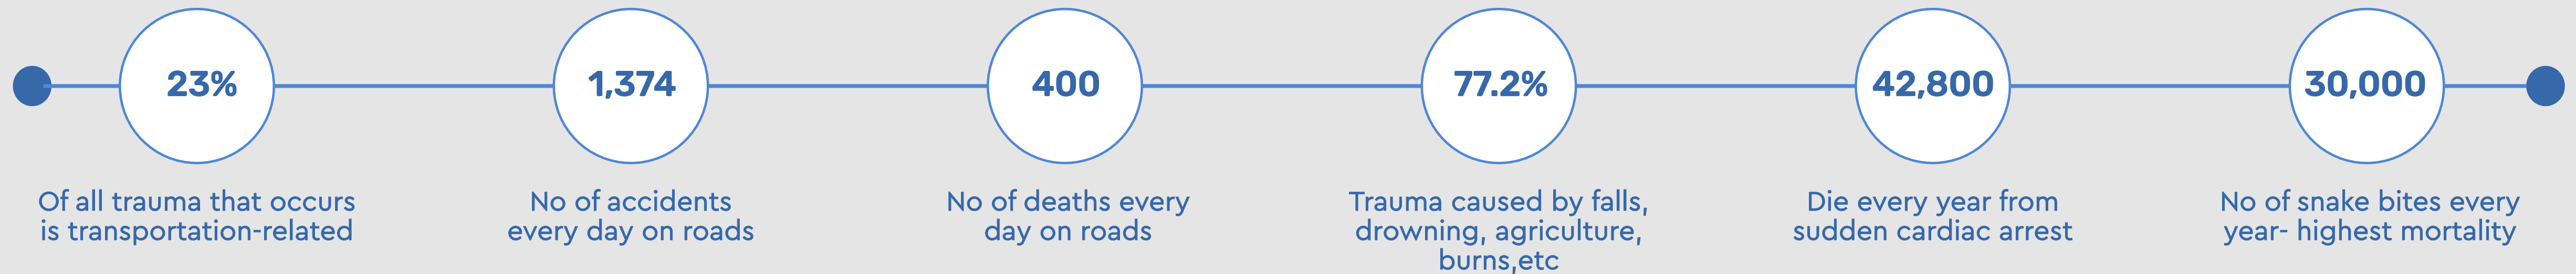 23%
Of all trauma that occurs
is transportation-related
1,374
No of accidents
every day on roads
400
No of deaths every
day on roads
77.2%
Trauma caused by falls,
drowning, agriculture,
burns,etc
42,800
Die every year from
sudden cardiac arrest
30,000
No of snake bites every
year- highest mortality